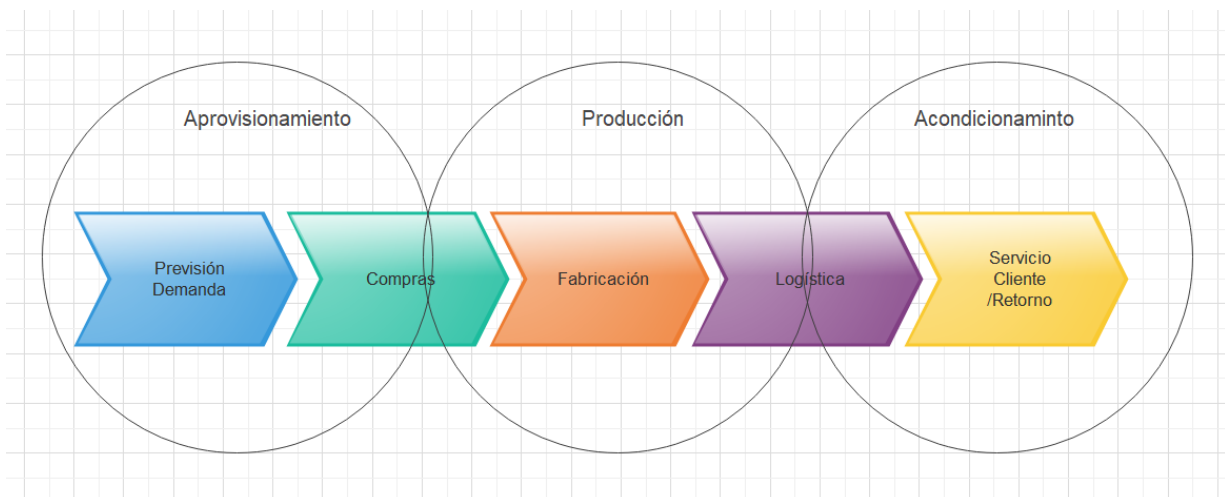 Aprovisionamiento
Producción
Acondicionaminto
Previsión
Demanda
Compras
Fabricación
Logística
Servicio
Cliente
/Retorno